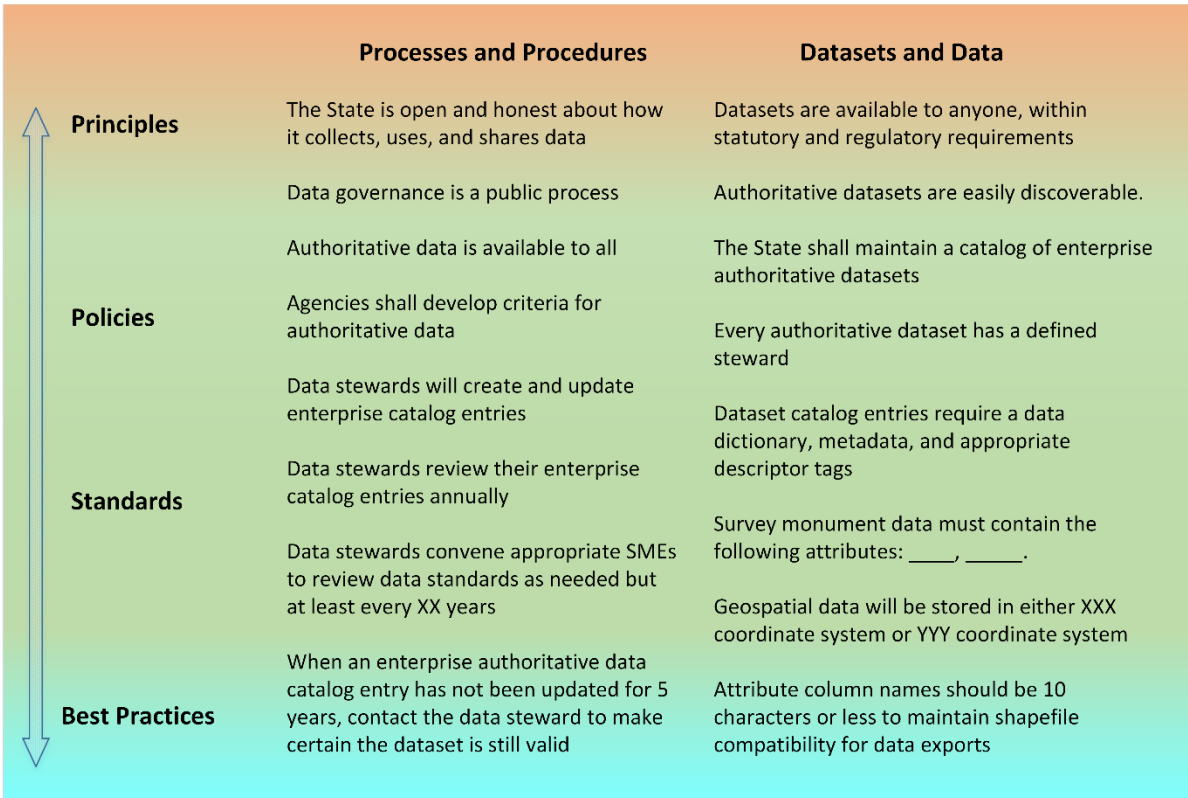 Processes and Procedures
Datasets and Data
Principles
The State is open and honest about how
it collects, uses, and shares data
Datasets are available to anyone, within
statutory and regulatory requirements
Data governance is a public process
Authoritative datasets are easily discoverable.
Authoritative data is available to all
The State shall maintain a catalog of enterprise
authoritative datasets
Policies
Agencies shall develop criteria for
authoritative data
Every authoritative dataset has a defined
steward
Data stewards will create and update
enterprise catalog entries
Dataset catalog entries require a data
dictionary, metadata, and appropriate
descriptor tags
Standards
Data stewards review their enterprise
catalog entries annually
Survey monument data must contain the
following attributes: ____, _____.
Data stewards convene appropriate SMEs
to review data standards as needed but
at least every XX years
Geospatial data will be stored in either XXX
coordinate system or YYY coordinate system
Best Practices
When an enterprise authoritative data
catalog entry has not been updated for 5
years, contact the data steward to make
certain the dataset is still valid
Attribute column names should be 10
characters or less to maintain shapefile
compatibility for data exports